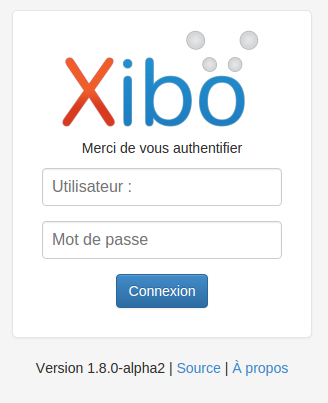 Xibo
Merci de vous authentifier
Utilisateur :
Mot de passe
Connexion
Version 1.8.0-alpha2 | Source | À propos